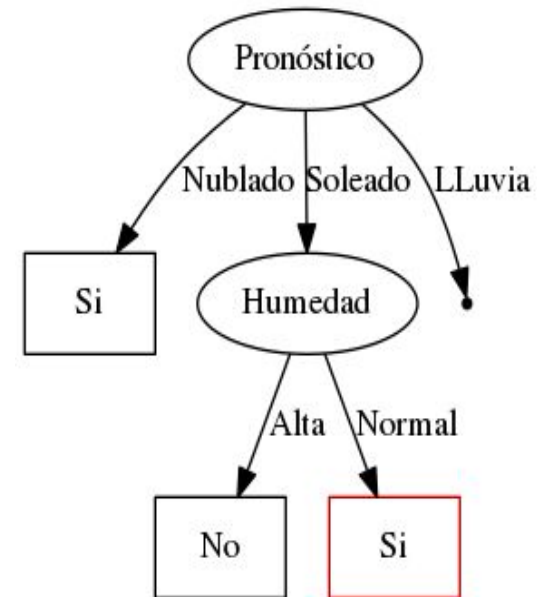 Pronóstico
Nublado Soleado LLuvia
Si Humedad
Alta Normal
No Si